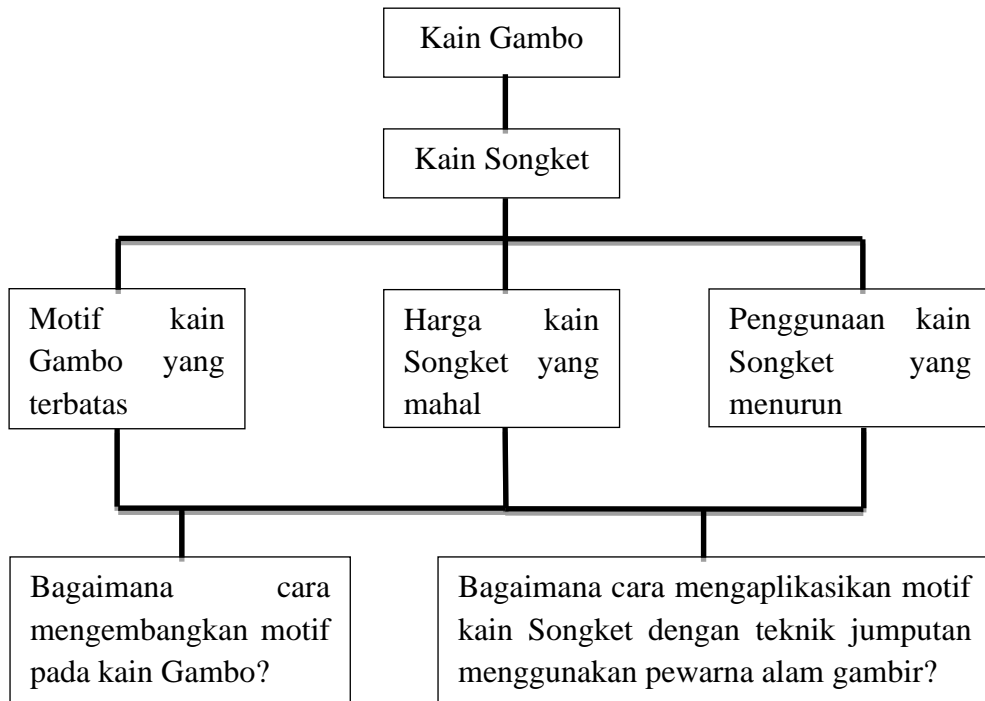 Kain Gambo
Kain Songket
Motif kain
Gambo yang
terbatas
Harga kain
Songket yang
mahal
Penggunaan kain
Songket yang
menurun
Bagaimana cara
mengembangkan motif
pada kain Gambo?
Bagaimana cara mengaplikasikan motif
kain Songket dengan teknik jumputan
menggunakan pewarna alam gambir?